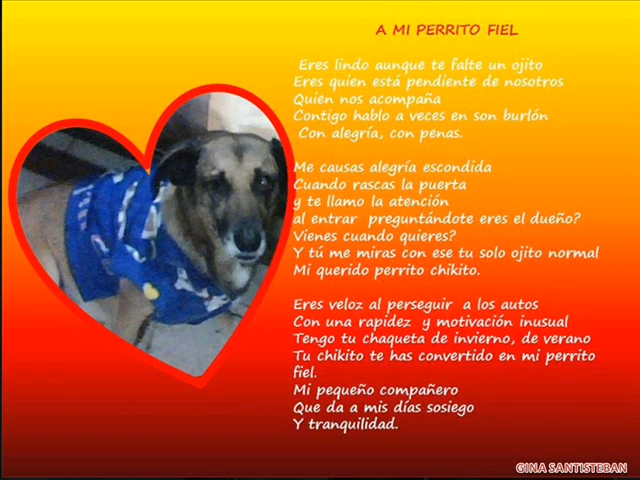 A MI PERRITO FIEL
Eres lindo aunque te falte un ojito
Eres quien está pendiente de nosotros
Quien nos acompaña
Contigo hablo a veces en son burlón
Con alegría, con penas.
Me causas alegría escondida
Cuando rascas la puerta
y te llamo la atención
al entrar preguntándote eres el dueño?
Vienes cuando quieres?
Y tú me miras con ese tu solo ojito normal
Mi querido perrito chikito.
Eres veloz al perseguir a los autos
Con una rapidez y motivación inusual
Tengo tu chaqueta de invierno, de verano
Tu chikito te has convertido en mi perrito
fiel.
Mi pequeño compañero
Que da a mis días sosiego
Y tranquilidad.
GINA SANTISTEBAN